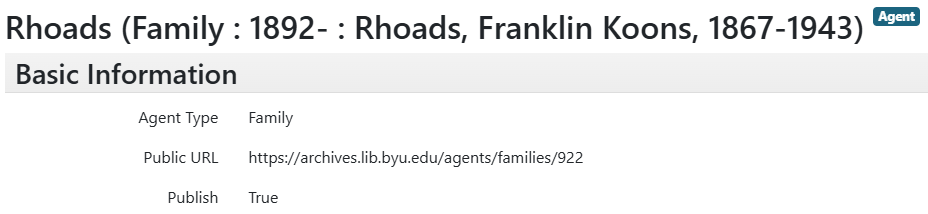 Rhoads (Family : 1892- : Rhoads, Franklin Koons, 1867-1943) Agent
Basic Information
Agent Type Family
Public URL https://archives.lib.byu.edu/agents/families/922
Publish True